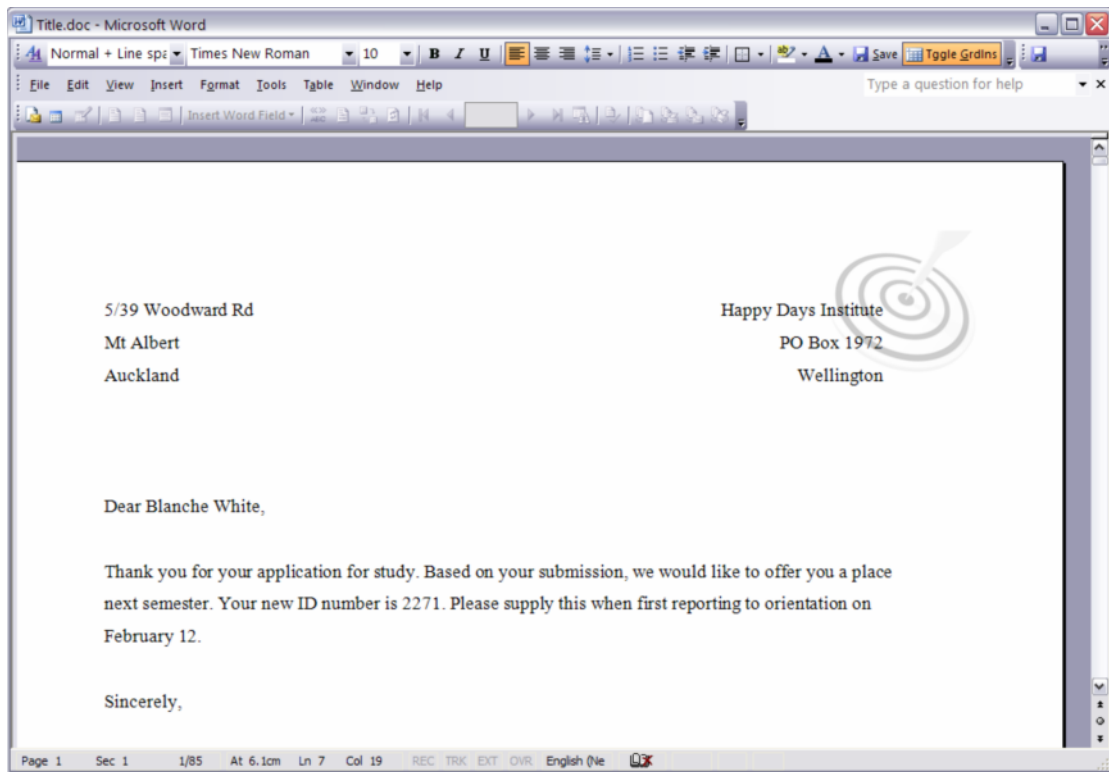 Title.doc - Microsoft Word
Normal + Line spa Times New Roman 10 B I U Save Tggle Grdlns
File Edit View Insert Format Tools Table Window Help Type a question for help
Insert Word Field
5/39 Woodward Rd Happy Days Institute
Mt Albert PO Box 1972
Auckland Wellington
Dear Blanche White,
Thank you for your application for study. Based on your submission, we would like to offer you a place
next semester. Your new ID number is 2271. Please supply this when first reporting to orientation on
February 12.
Sincerely,
Page 1 Sec 1 1/85 At 6.1cm Ln 7 Col 19 REC TRK EXT OVR English (Ne